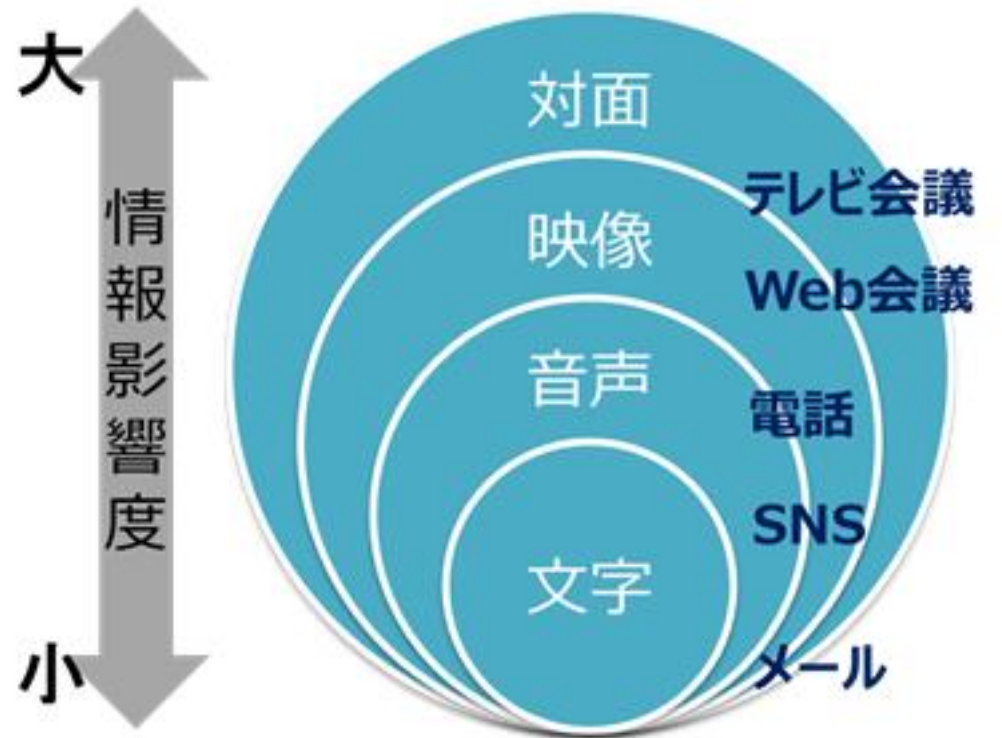 大
情報影響度
小
対面
映像
音声
文字
テレビ会議
Web会議
電話
SNS
メール